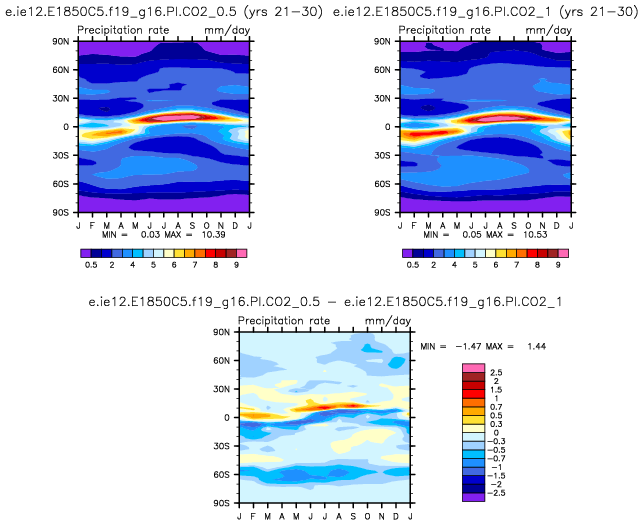 e.ie12.E1850C5.f19_g16.PI.CO2_0.5 (yrs 21-30)
e.ie12.E1850C5.f19_g16.PI.CO2_1 (yrs 21-30)
Precipitation rate mm/day
Precipitation rate mm/day
90N
60N
30N
0
30S
60S
90S
J F M A M J J A S O N D J
MIN = 0.03 MAX = 10.39
0.5 2 4 5 6 7 8 9
90N
60N
30N
0
30S
60S
90S
J F M A M J J A S O N D J
MIN = 0.05 MAX = 10.53
0.5 2 4 5 6 7 8 9
e.ie12.E1850C5.f19_g16.PI.CO2_0.5 - e.ie12.E1850C5.f19_g16.PI.CO2_1
Precipitation rate mm/day
MIN = -1.47 MAX = 1.44
90N
60N
30N
0
30S
60S
90S
J F M A M J J A S O N D J
2.5
2
1.5
1
0.7
0.5
0.3
0
-0.3
-0.5
-0.7
-1
-1.5
-2
-2.5